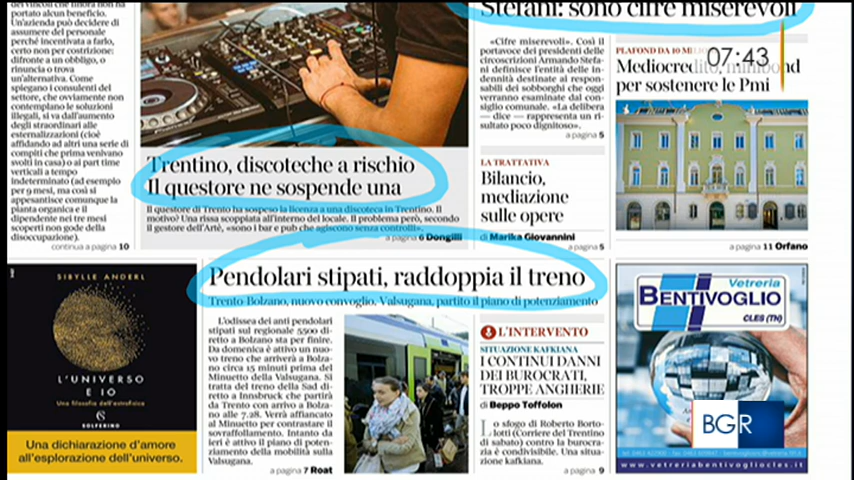 dei vincoli che finora non ha
portato alcun beneficio.
Un'azienda può decidere di
assumere del personale
perché incentivata a farlo,
certo non per costrizione:
difronte a un obbligo, o
rinuncia o trova
un'alternativa. Come
spiegano i consulenti del
settore, che ovviamente non
contemplano le soluzioni
illegali, si va dall'aumento
degli straordinari alle
esternalizzazioni (cioè
affidando ad altri una serie di
compiti che prima venivano
svolti in casa) o ai part time
verticali a tempo
indeterminato (ad esempio
per 9 mesi, ma così si
appesantisce comunque la
pianta organica e il
dipendente nei tre mesi
scoperti non gode della
disoccupazione).
continua a pagina 10
Trentino, discoteche a rischio
Il questore ne sospende una
Il questore di Trento ha sospeso la licenza a una discoteca in Trentino. Il
motivo? Una rissa scoppiata all'interno del locale. Il problema però, secondo
il gestore dell'Artè, «sono i bar e pub che agiscono senza controlli».
a pagina 6 Dongilli
Stefani: sono cifre miserevoli
«Cifre miserevoli». Così il
portavoce dei presidenti delle
circoscrizioni Armando Stefa-
ni definisce l'entità delle in-
dennità destinate ai respon-
sabili dei sobborghi che oggi
verranno esaminate dal con-
siglio comunale. «La delibera
— dice — rappresenta un ri-
sultato poco dignitoso».
a pagina 5
LA TRATTATIVA
Bilancio,
mediazione
sulle opere
di Marika Giovannini
a pagina 5
PLAFOND DA 10 MILIONI
07:43
Mediocredito, minibond
per sostenere le Pmi
a pagina 11 Orfano
SIBYLLE ANDERL
L'UNIVERSO
E IO
Una filosofia dell'astrofisica
SOLFERINO
Una dichiarazione d'amore
all'esplorazione dell'universo.
Pendolari stipati, raddoppia il treno
Trento-Bolzano, nuovo convoglio. Valsugana, partito il piano di potenziamento
L'odissea dei anti pendolari
stipati sul regionale 5500 di-
retto a Bolzano sta per finire.
Da domenica è attivo un nuo-
vo treno che arriverà a Bolza-
no circa 15 minuti prima del
Minuetto della Valsugana. Si
tratta del treno della Sad di-
retto a Innsbruck che partirà
da Trento con arrivo a Bolza-
no alle 7.28. Verrà affiancato
al Minuetto per contrastare il
sovraffollamento. Intanto da
ieri è attivo il piano di poten-
ziamento della mobilità sulla
Valsugana.
a pagina 7 Roat
L'INTERVENTO
SITUAZIONE KAFKIANA
I CONTINUI DANNI
DEI BUROCRATI,
TROPPE ANGHERIE
di Beppo Toffolon
Lo sfogo di Roberto Borto-
lotti (Corriere del Trentino
di sabato) contro la burocra-
zia è condivisibile. Una situa-
zione kafkiana.
a pagina 9
Vetreria
BENTIVOGLIO
CLES (TN)
BGR
www.vetreriabentivogliocles.it